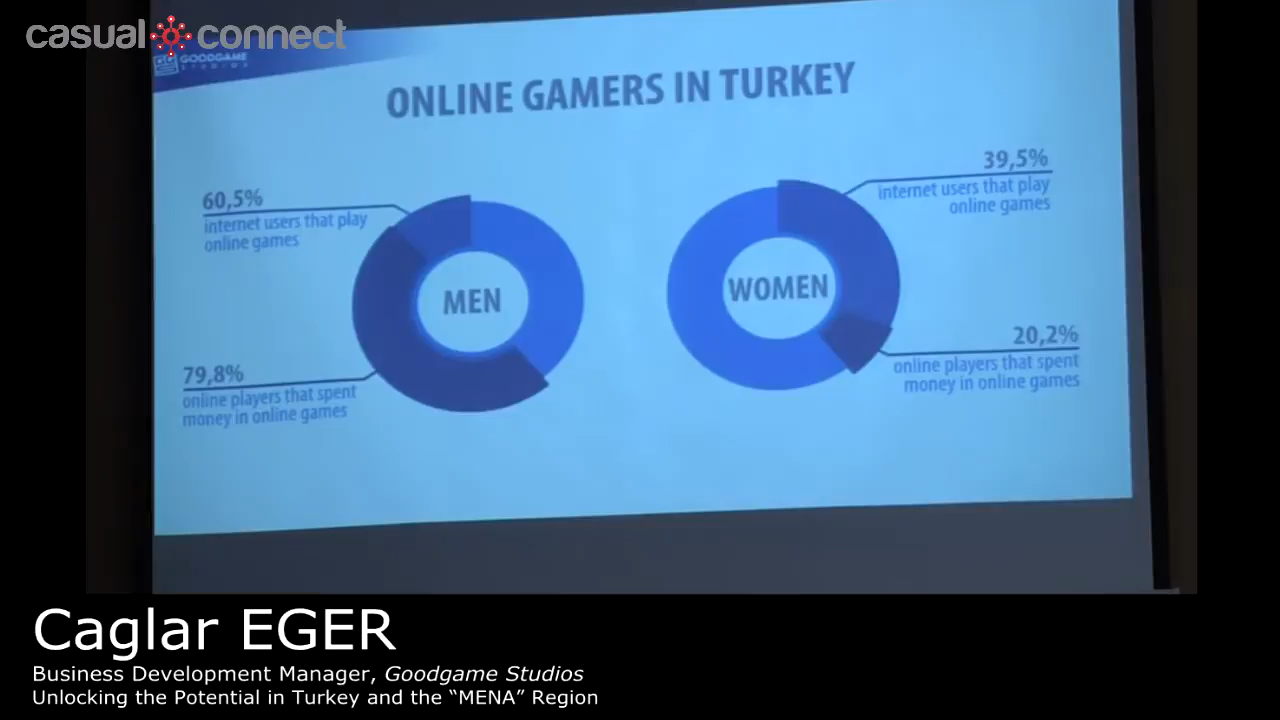 casual connect
GOODGAME
STUDIOS
ONLINE GAMERS IN TURKEY
60,5%
internet users that play
online games
79,8%
online players that spent
money in online games
MEN
39,5%
internet users that play
online games
WOMEN
20,2%
online players that spent
money in online games
Caglar EGER
Business Development Manager, Goodgame Studios
Unlocking the Potential in Turkey and the “MENA” Region